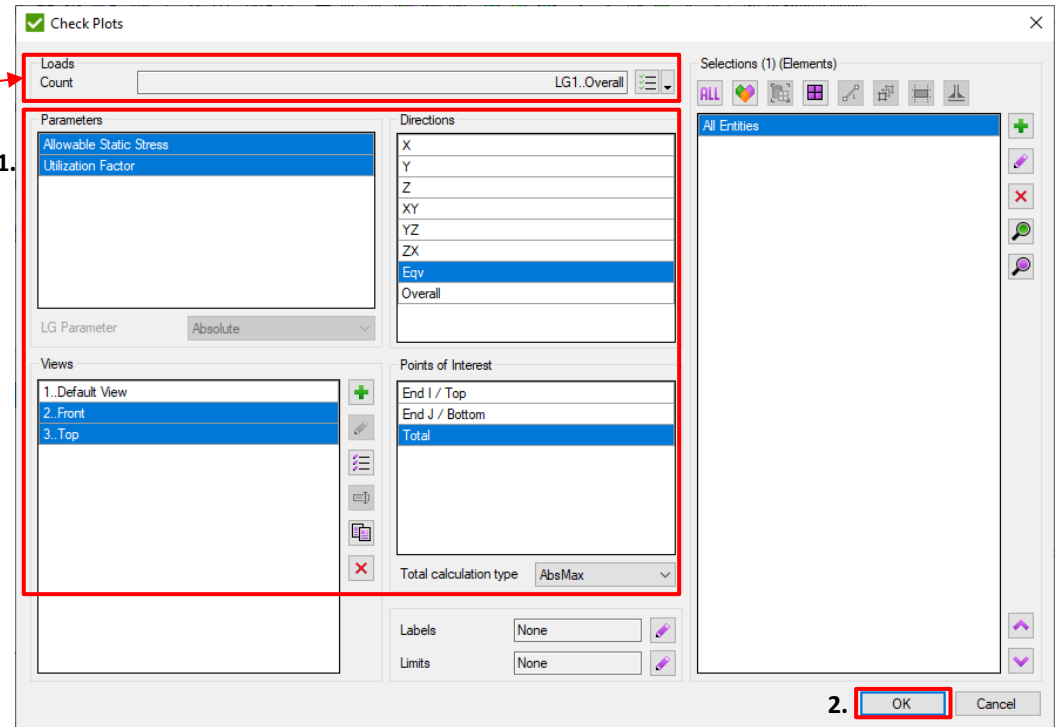 Check Plots
Loads
Count
LG1..Overall
1.
Parameters
Allowable Static Stress
Utilization Factor
LG Parameter
Absolute
Directions
X
Y
Z
XY
YZ
ZX
Eqv
Overall
Views
1..Default View
2..Front
3..Top
Points of Interest
End I / Top
End J / Bottom
Total
Total calculation type
AbsMax
Labels
None
Limits
None
Selections (1) (Elements)
ALL
All Entities
2.
OK
Cancel